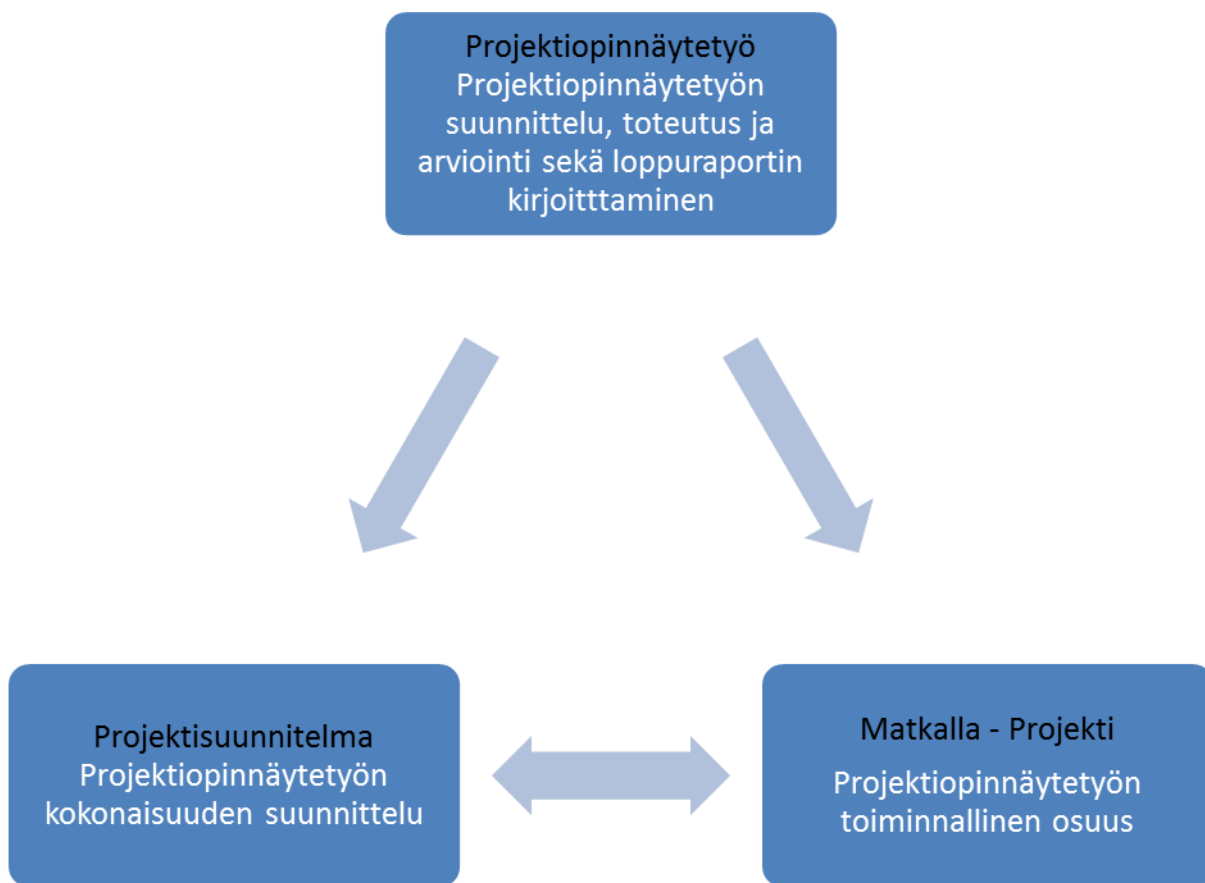 Projektiopinnäytetyö
Projektiopinnäytetyön
suunnittelu, toteutus ja
arviointi sekä loppuraportin
kirjoitttaminen
Projektisuunnitelma
Projektiopinnäytetyön
kokonaisuuden suunnittelu
Matkalla - Projekti
Projektiopinnäytetyön
toiminnallinen osuus